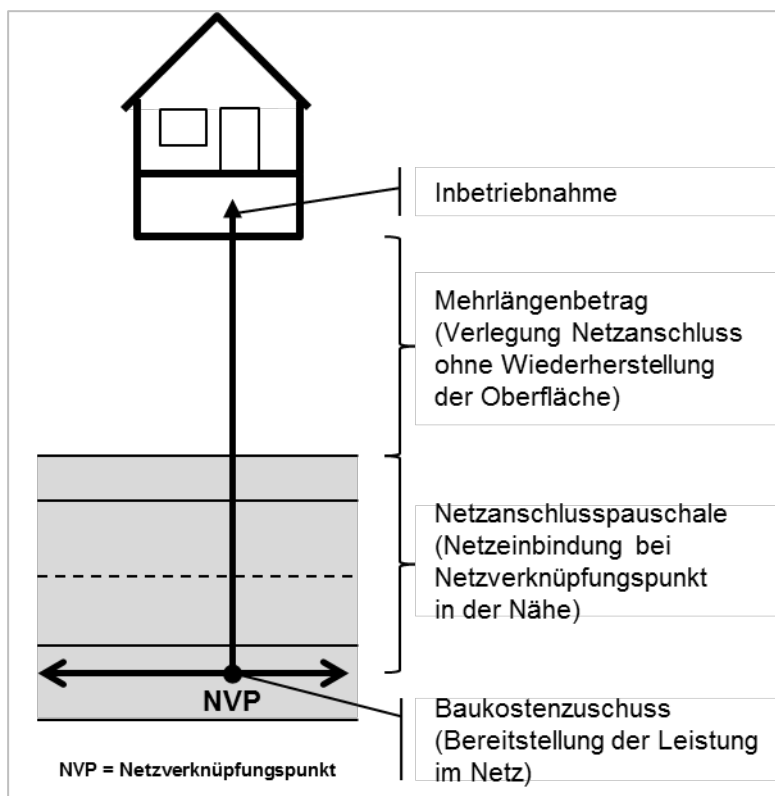 Inbetriebnahme
Mehrlängenbetrag
(Verlegung Netzanschluss
ohne Wiederherstellung
der Oberfläche)
Netzanschlusspauschale
(Netzeinbindung bei
Netzverknüpfungspunkt
in der Nähe)
NVP
Baukostenzuschuss
(Bereitstellung der Leistung
im Netz)
NVP = Netzverknüpfungspunkt